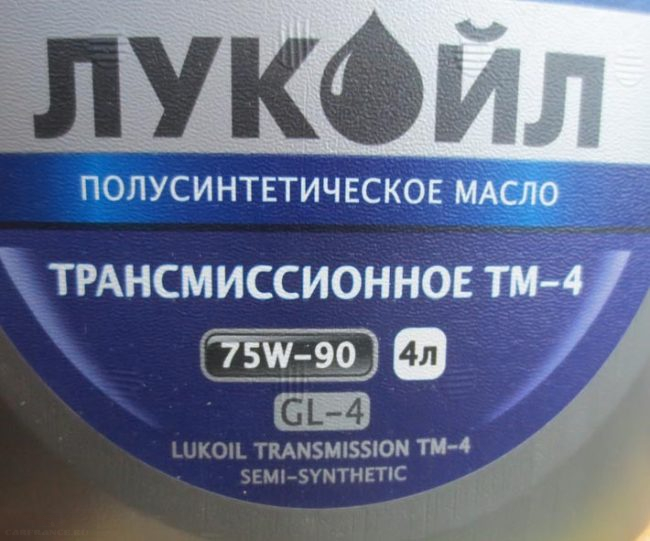 ЛУКОЙЛ
ПОЛУСИНТЕТИЧЕСКОЕ МАСЛО
ТРАНСМИССИОННОЕ ТМ-4
75W-90 4л
GL-4
LUKOIL TRANSMISSION TM-4
SEMI-SYNTHETIC